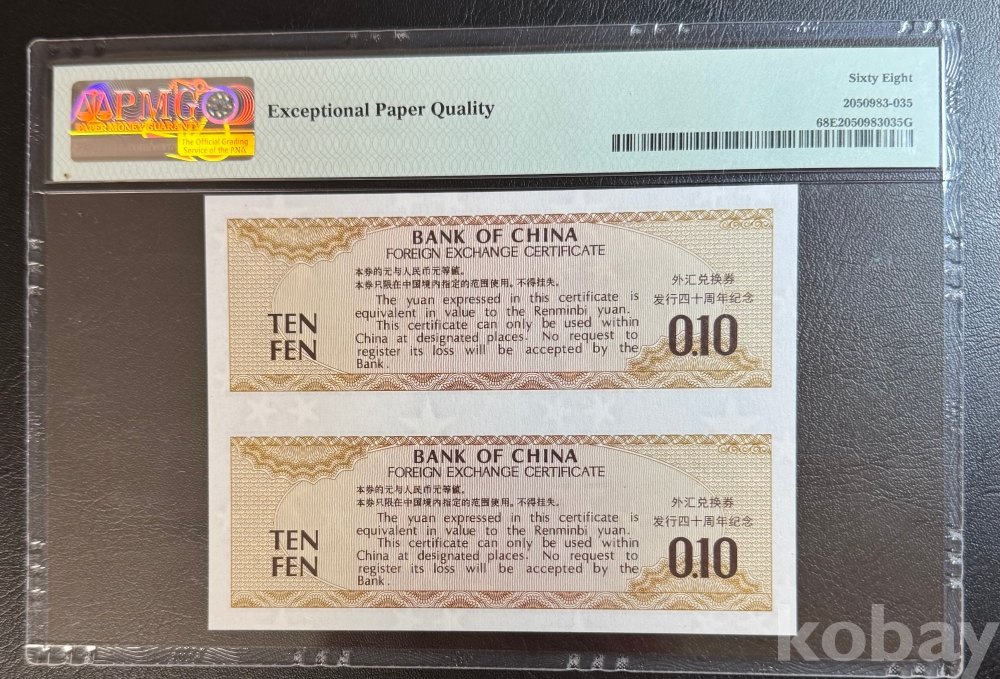 PMG
PAPER MONEY GUARANTY
The Official Grading
Service of the ANA
Exceptional Paper Quality
Sixty Eight
2050983-035
68E2050983035G
BANK OF CHINA
FOREIGN EXCHANGE CERTIFICATE
本券的元与人民币元等值。
本券只限在中国境内指定的范围使用。不得挂失。
The yuan expressed in this certificate is
equivalent in value to the Renminbi yuan.
This certificate can only be used within
China at designated places. No request to
register its loss will be accepted by the
Bank.
TEN
FEN
外汇兑换券
发行四十周年纪念
0.10
BANK OF CHINA
FOREIGN EXCHANGE CERTIFICATE
本券的元与人民币元等值。
本券只限在中国境内指定的范围使用。不得挂失。
The yuan expressed in this certificate is
equivalent in value to the Renminbi yuan.
This certificate can only be used within
China at designated places. No request to
register its loss will be accepted by the
Bank.
TEN
FEN
外汇兑换券
发行四十周年纪念
0.10
kobay